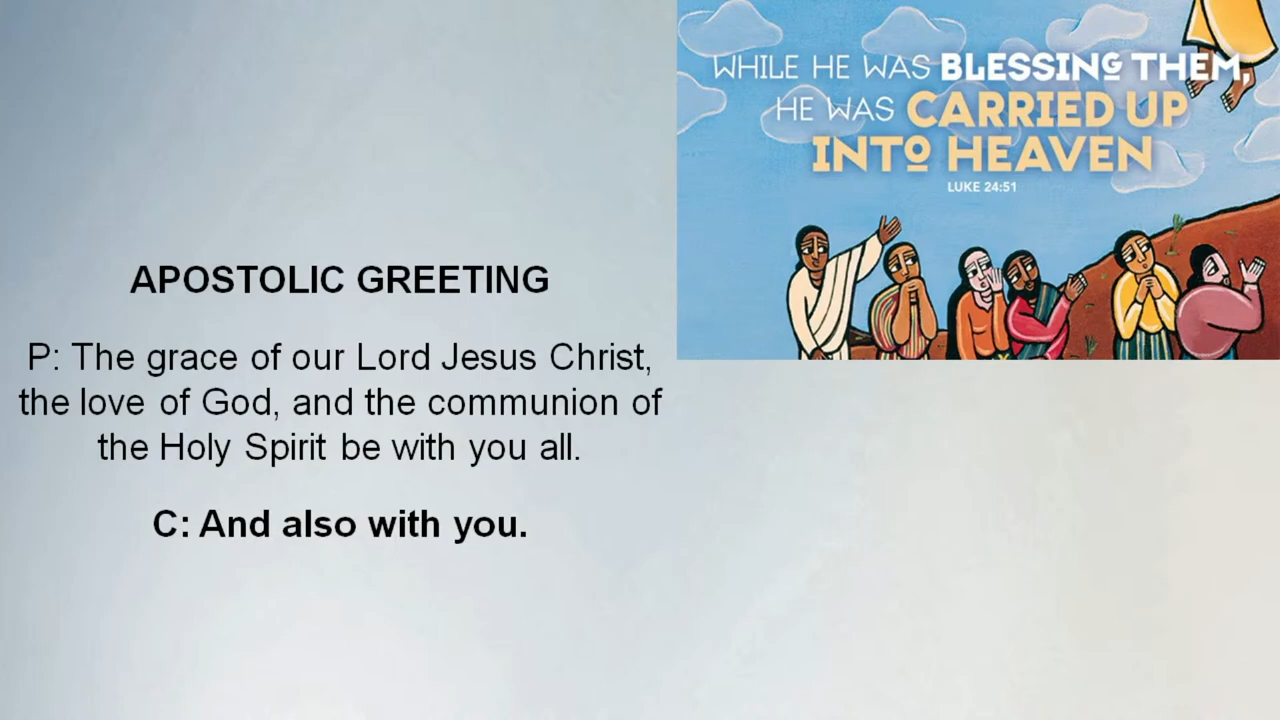 APOSTOLIC GREETING
P: The grace of our Lord Jesus Christ,
the love of God, and the communion of
the Holy Spirit be with you all.
C: And also with you.
WHILE HE WAS BLESSING THEM,
HE WAS CARRIED UP
INTO HEAVEN
LUKE 24:51